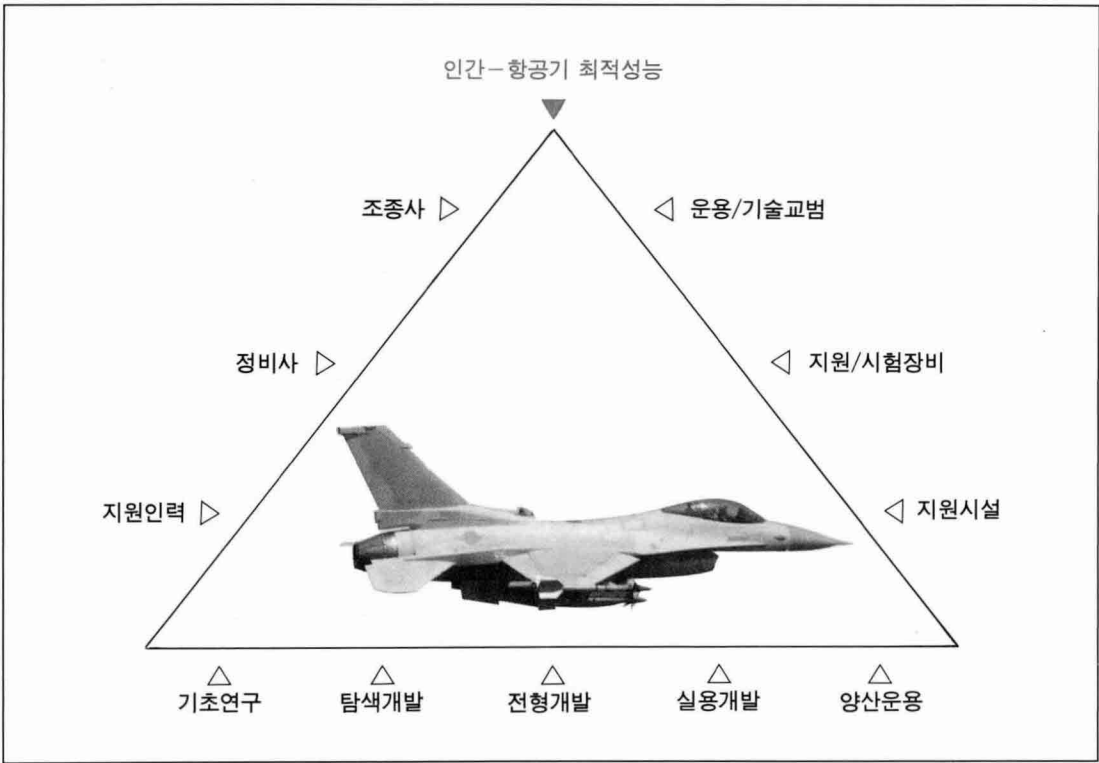 인간－항공기 최적성능
조종사
운용/기술교범
정비사
지원/시험장비
지원인력
지원시설
기초연구
탐색개발
전형개발
실용개발
양산운용